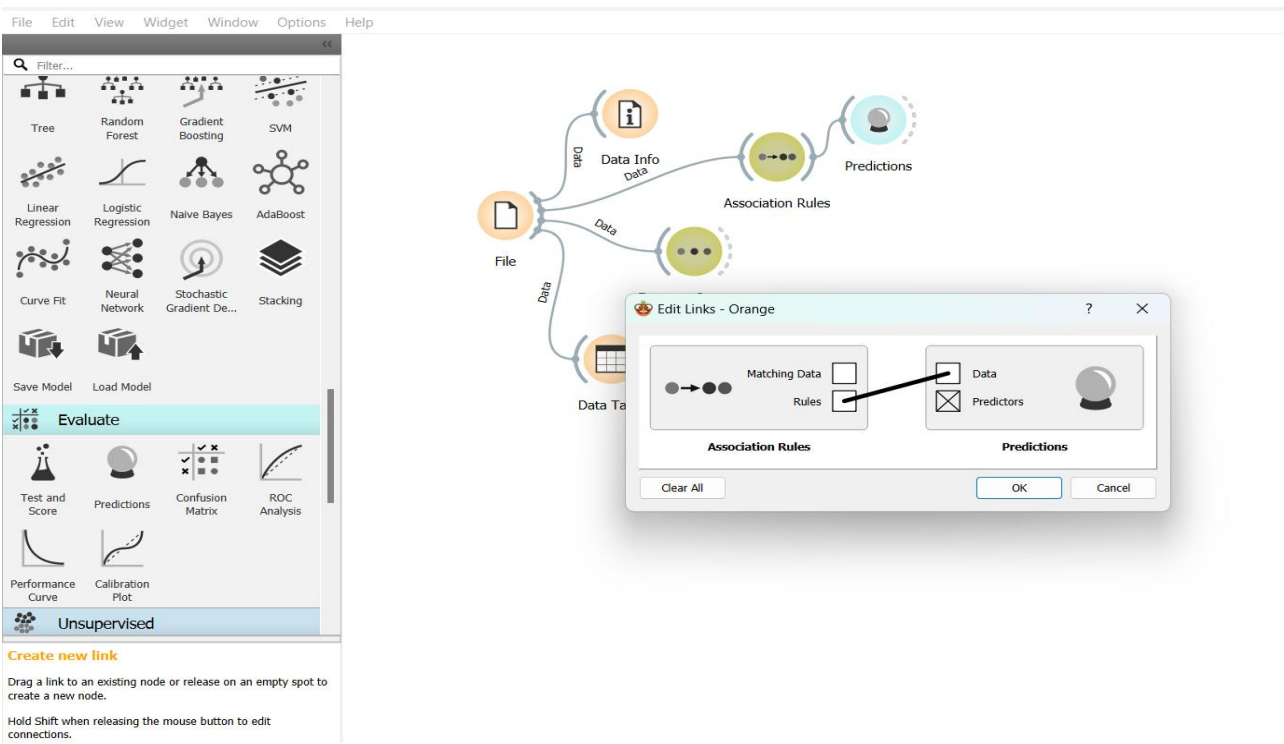 File Edit View Widget Window Options Help
Filter...
Tree
Random
Forest
Gradient
Boosting
SVM
Linear
Regression
Logistic
Regression
Naive Bayes
AdaBoost
Curve Fit
Neural
Network
Stochastic
Gradient De...
Stacking
Save Model
Load Model
Evaluate
Test and
Score
Predictions
Confusion
Matrix
ROC
Analysis
Performance
Curve
Calibration
Plot
Unsupervised
Create new link
Drag a link to an existing node or release on an empty spot to
create a new node.
Hold Shift when releasing the mouse button to edit
connections.
Data
Data Info
Data
Predictions
Association Rules
Data
File
Data
Data Ta
Edit Links - Orange
?
Matching Data
Rules
Association Rules
Data
Predictors
Predictions
Clear All
OK
Cancel